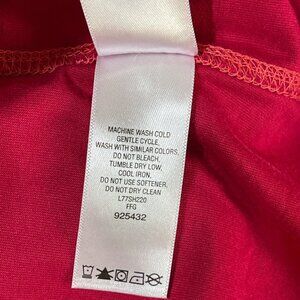 MACHINE WASH COLD
GENTLE CYCLE,
WASH WITH SIMILAR COLORS,
DO NOT BLEACH,
TUMBLE DRY LOW,
COOL IRON,
DO NOT USE SOFTENER,
DO NOT DRY CLEAN
L77SH220
FFG
925432